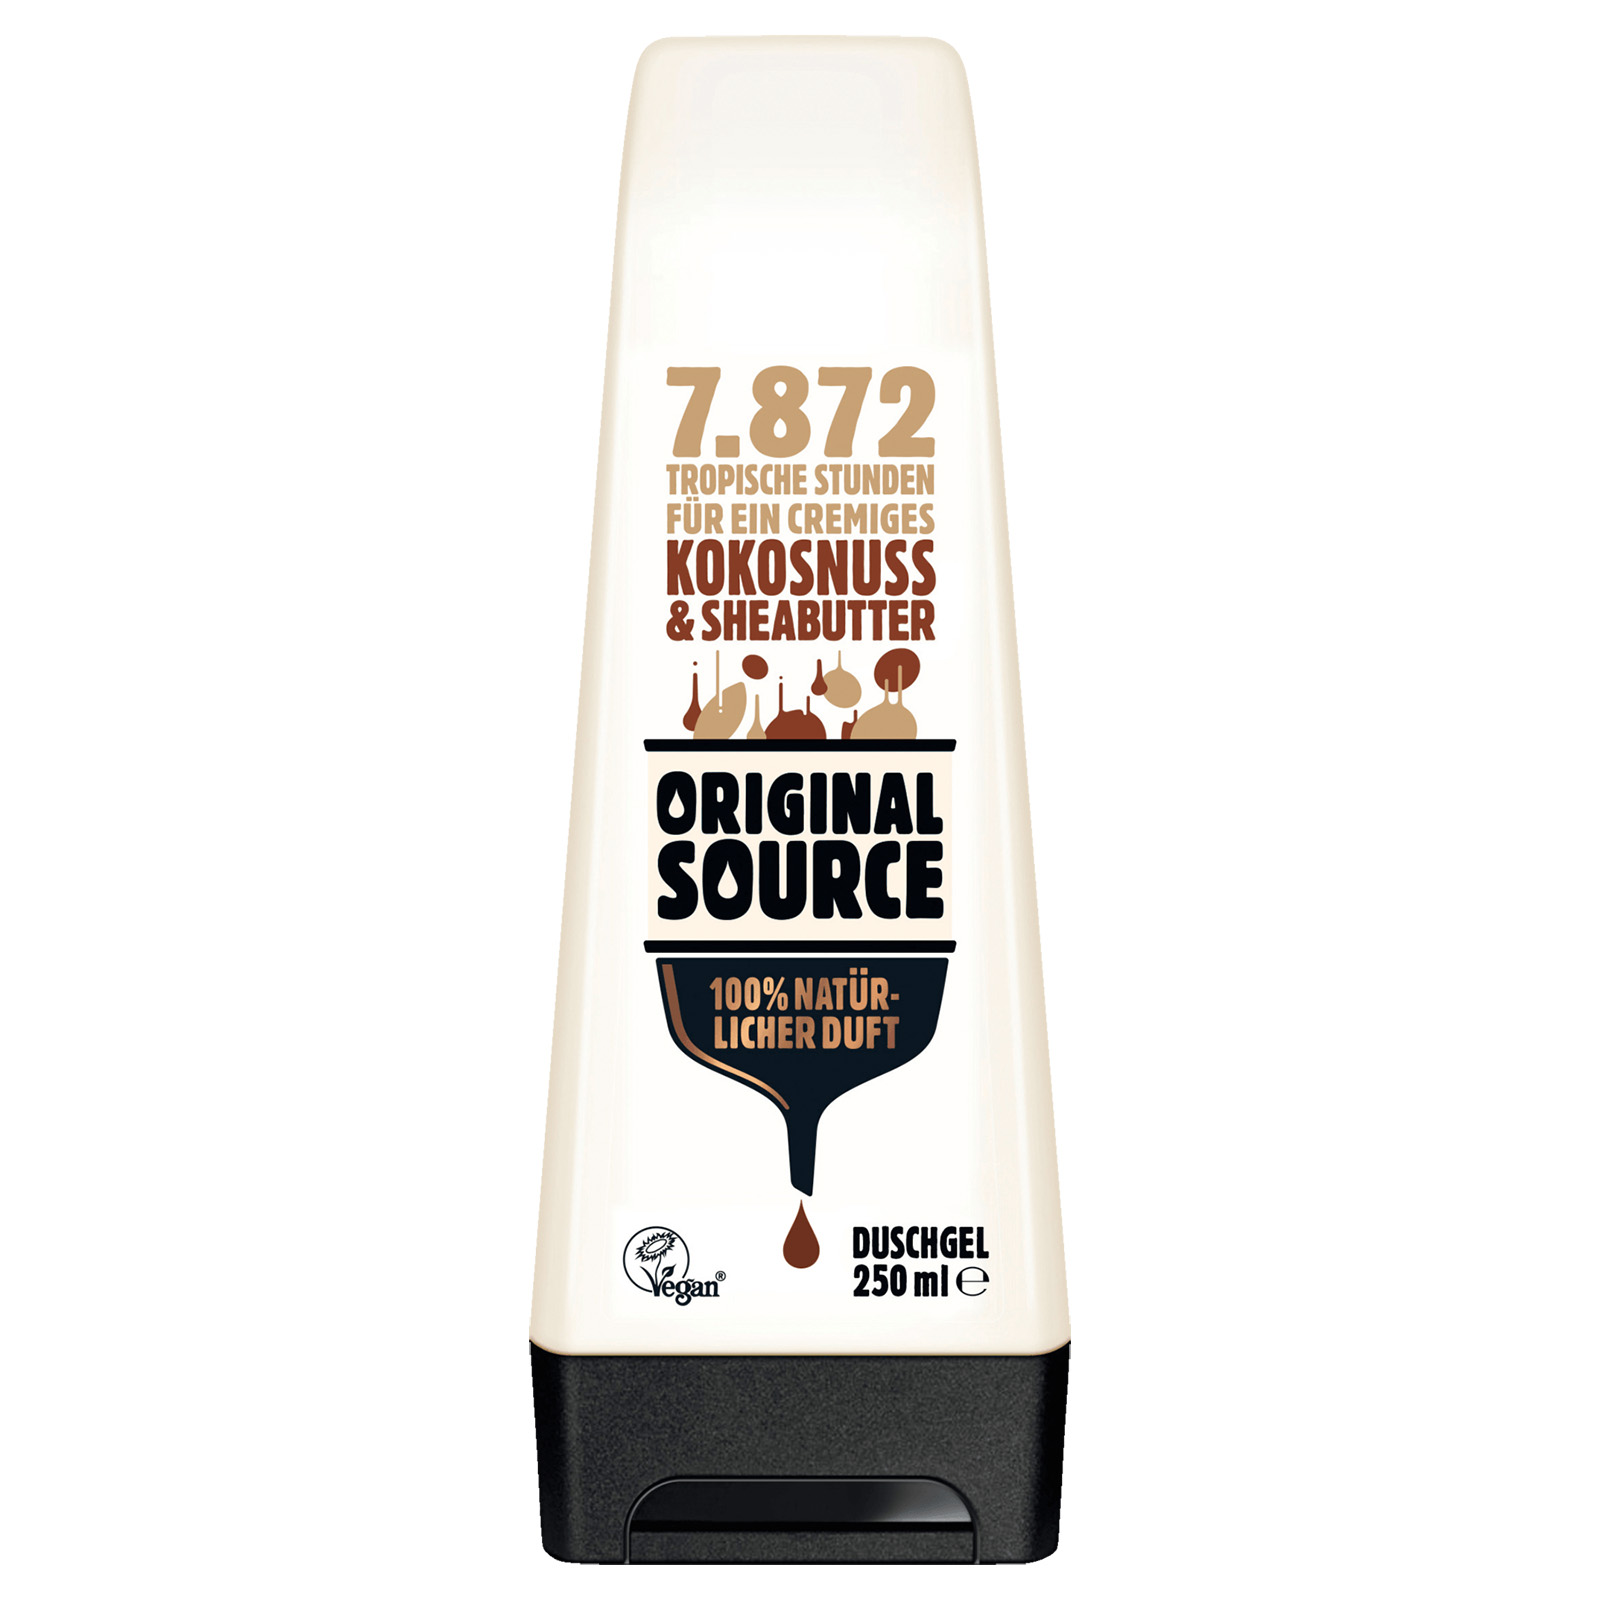 7.872
TROPISCHE STUNDEN
FÜR EIN CREMIGES
KOKOSNUSS
& SHEABUTTER
ORIGINAL
SOURCE
100% NATÜR-
LICHER DUFT
Vegan®
DUSCHGEL
250 ml ℮